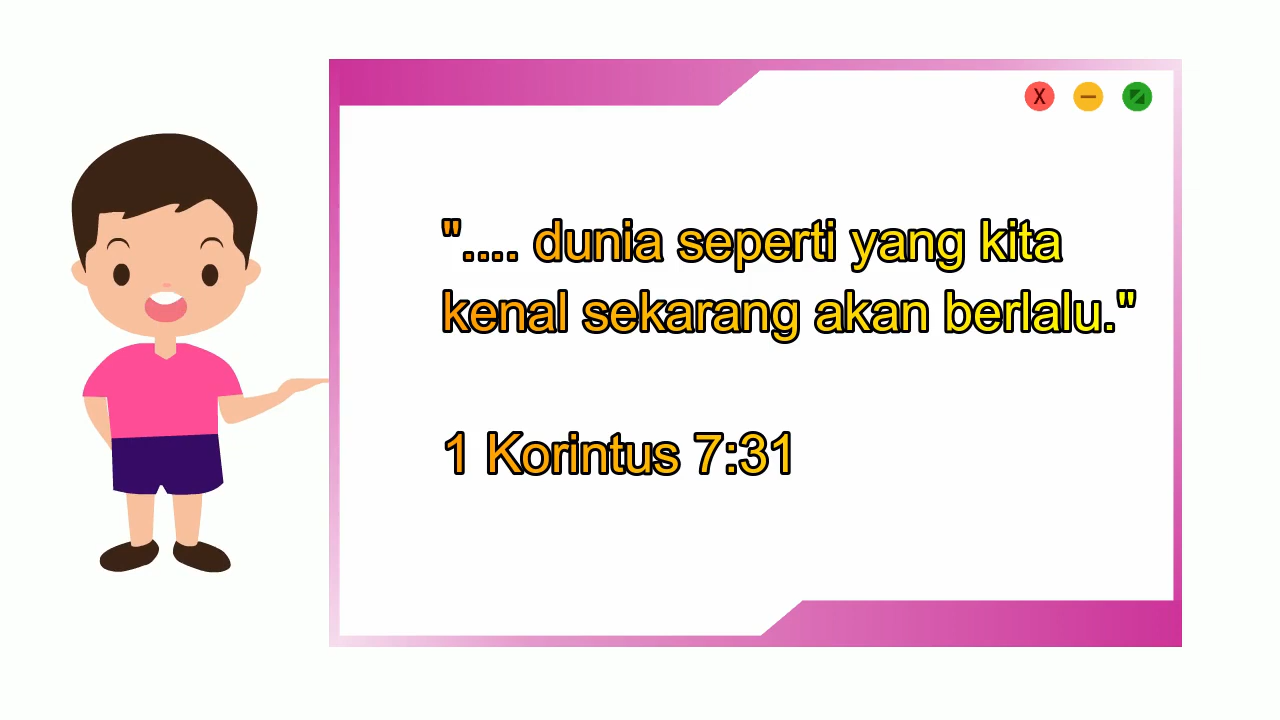 X
".... dunia seperti yang kita
kenal sekarang akan berlalu."
1 Korintus 7:31